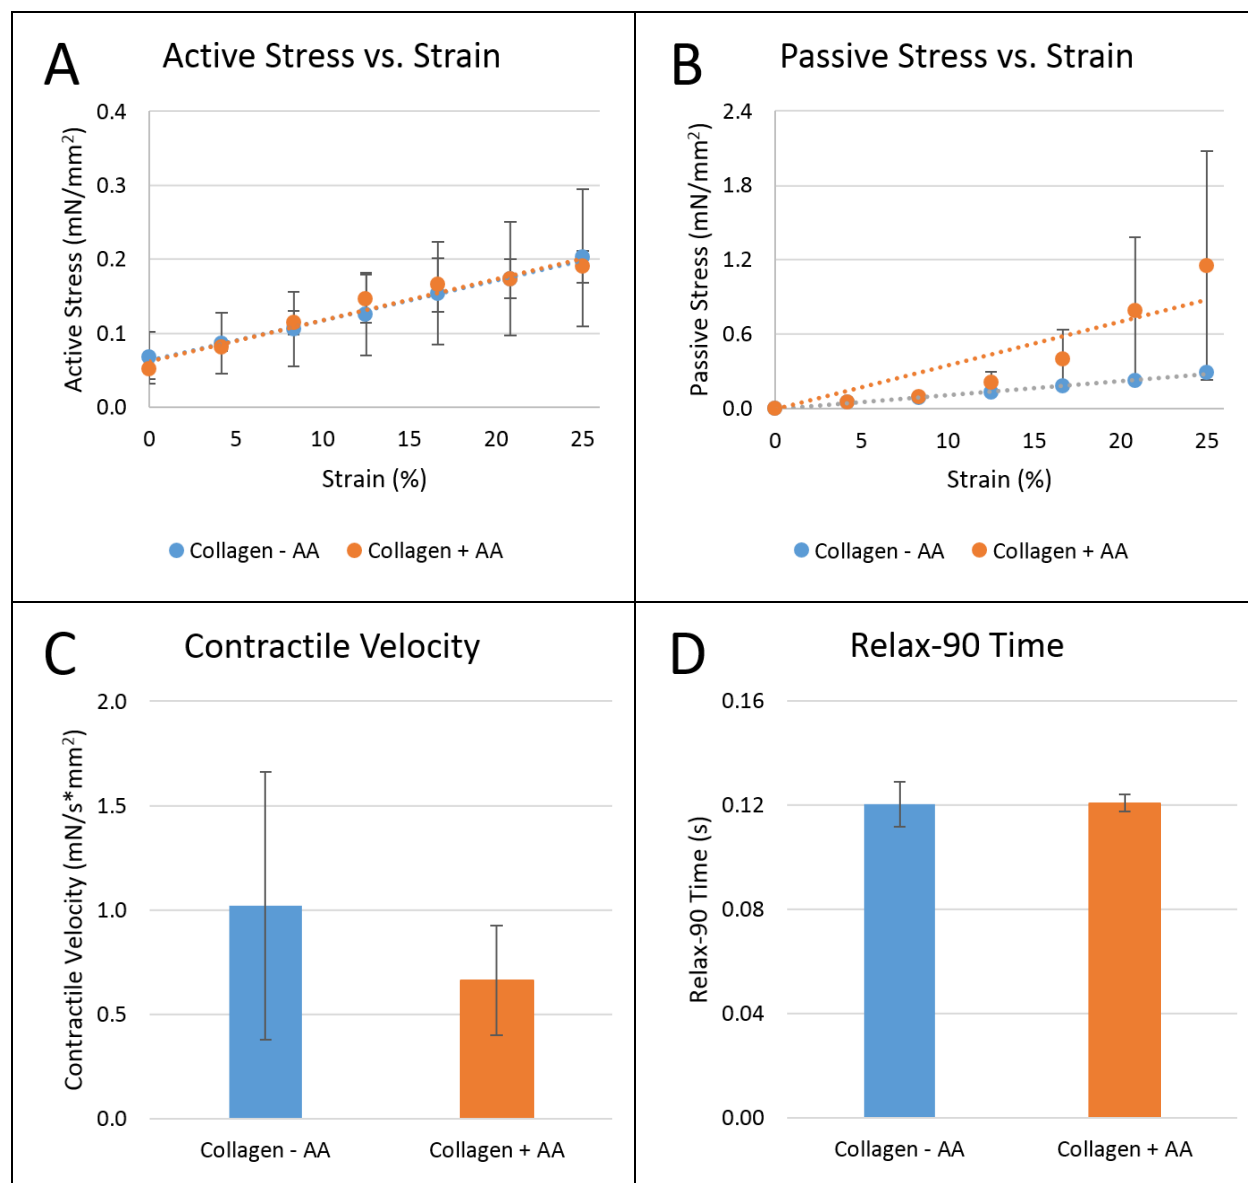 A
Active Stress vs. Strain
Active Stress (mN/mm²)
0.4
0.3
0.2
0.1
0.0
0 5 10 15 20 25
Strain (%)
Collagen - AA Collagen + AA
B
Passive Stress vs. Strain
Passive Stress (mN/mm²)
2.4
1.8
1.2
0.6
0.0
0 5 10 15 20 25
Strain (%)
Collagen - AA Collagen + AA
C
Contractile Velocity
Contractile Velocity (mN/s*mm²)
2.0
1.5
1.0
0.5
0.0
Collagen - AA Collagen + AA
D
Relax-90 Time
Relax-90 Time (s)
0.16
0.12
0.08
0.04
0.00
Collagen - AA Collagen + AA